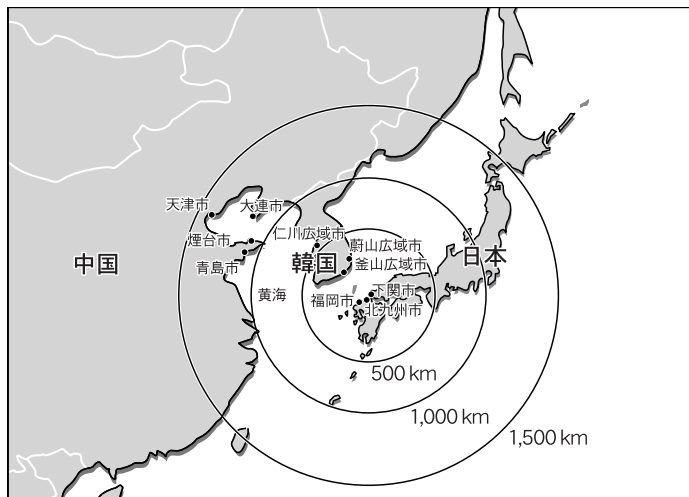 天津市
大連市
仁川広域市
煙台市
蔚山広域市
中国
韓国
釜山広域市
日本
青島市
黄海
福岡市
下関市
北九州市
500 km
1,000 km
1,500 km